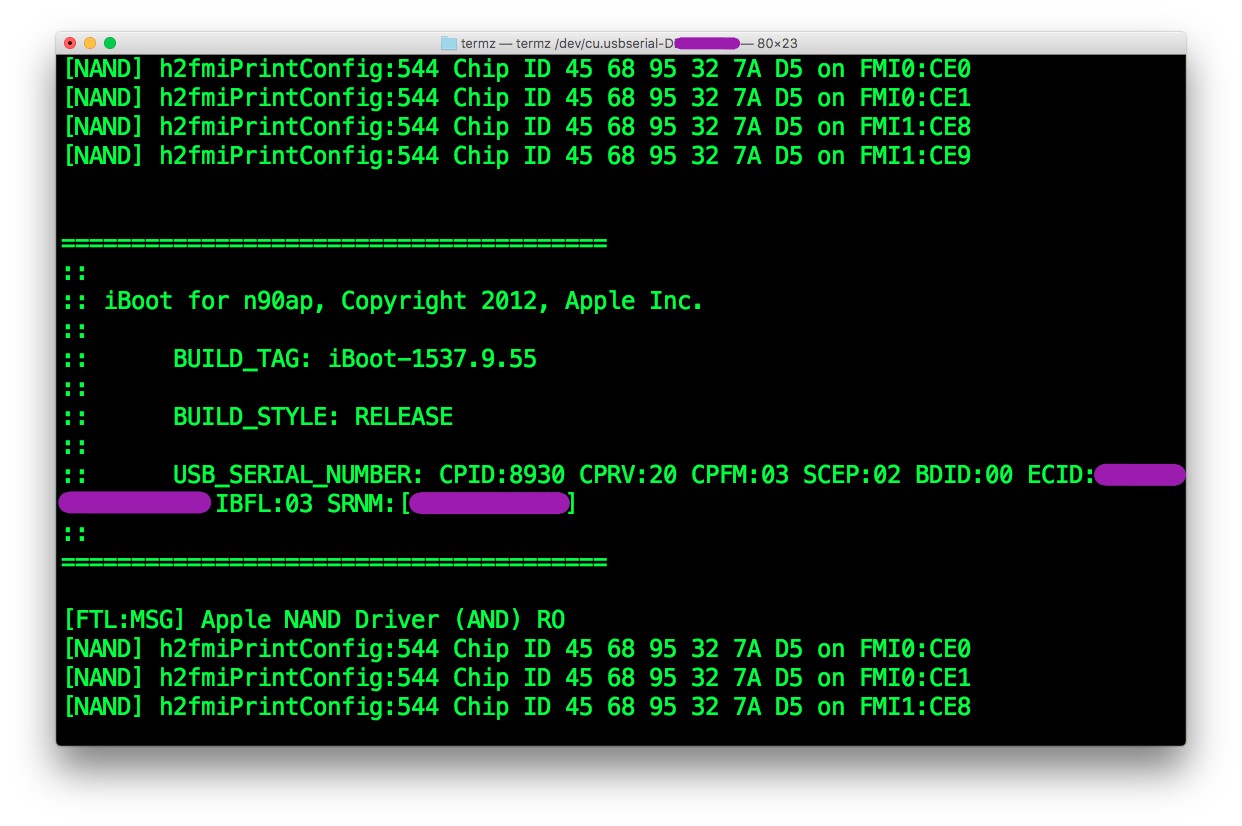 termz — termz /dev/cu.usbserial-D — 80×23
[NAND] h2fmiPrintConfig:544 Chip ID 45 68 95 32 7A D5 on FMI0:CE0
[NAND] h2fmiPrintConfig:544 Chip ID 45 68 95 32 7A D5 on FMI0:CE1
[NAND] h2fmiPrintConfig:544 Chip ID 45 68 95 32 7A D5 on FMI1:CE8
[NAND] h2fmiPrintConfig:544 Chip ID 45 68 95 32 7A D5 on FMI1:CE9
=======================================
::
:: iBoot for n90ap, Copyright 2012, Apple Inc.
::
:: BUILD_TAG: iBoot-1537.9.55
::
:: BUILD_STYLE: RELEASE
::
:: USB_SERIAL_NUMBER: CPID:8930 CPRV:20 CPFM:03 SCEP:02 BDID:00 ECID:
IBFL:03 SRNM:[ ]
::
=======================================
[FTL:MSG] Apple NAND Driver (AND) RO
[NAND] h2fmiPrintConfig:544 Chip ID 45 68 95 32 7A D5 on FMI0:CE0
[NAND] h2fmiPrintConfig:544 Chip ID 45 68 95 32 7A D5 on FMI0:CE1
[NAND] h2fmiPrintConfig:544 Chip ID 45 68 95 32 7A D5 on FMI1:CE8